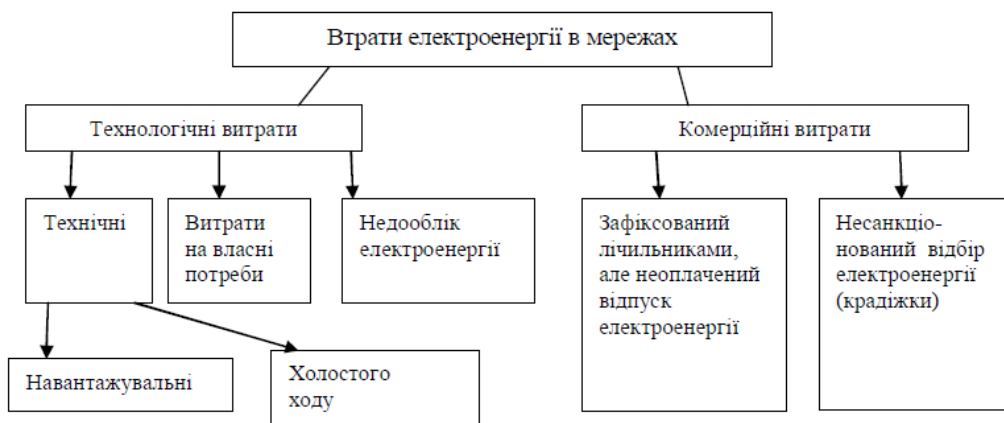 Втрати електроенергії в мережах
Технологічні витрати
Комерційні витрати
Технічні
Витрати
на власні
потреби
Недооблік
електроенергії
Зафіксований
лічильниками,
але неоплачений
відпуск
електроенергії
Несанкціо-
нований відбір
електроенергії
(крадіжки)
Навантажувальні
Холостого
ходу